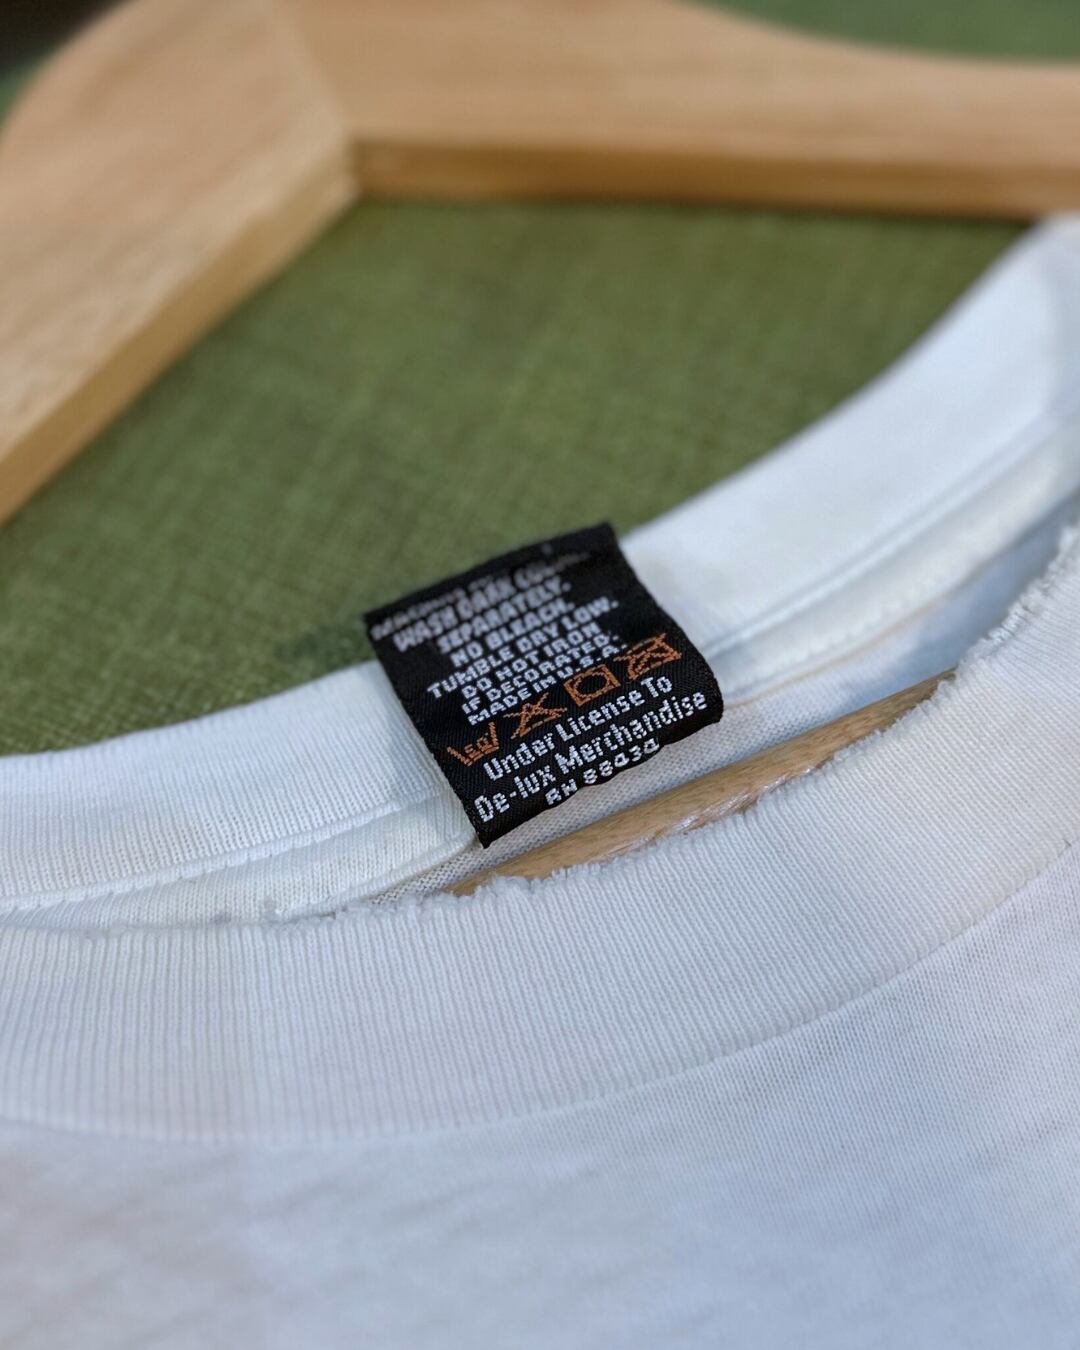 WASH DARK
SEPARATELY.
NO BLEACH.
TUMBLE DRY LOW.
DO NOT IRON
IF DECORATED.
MADE IN U.S.A.
Under License To
De-lux Merchandise